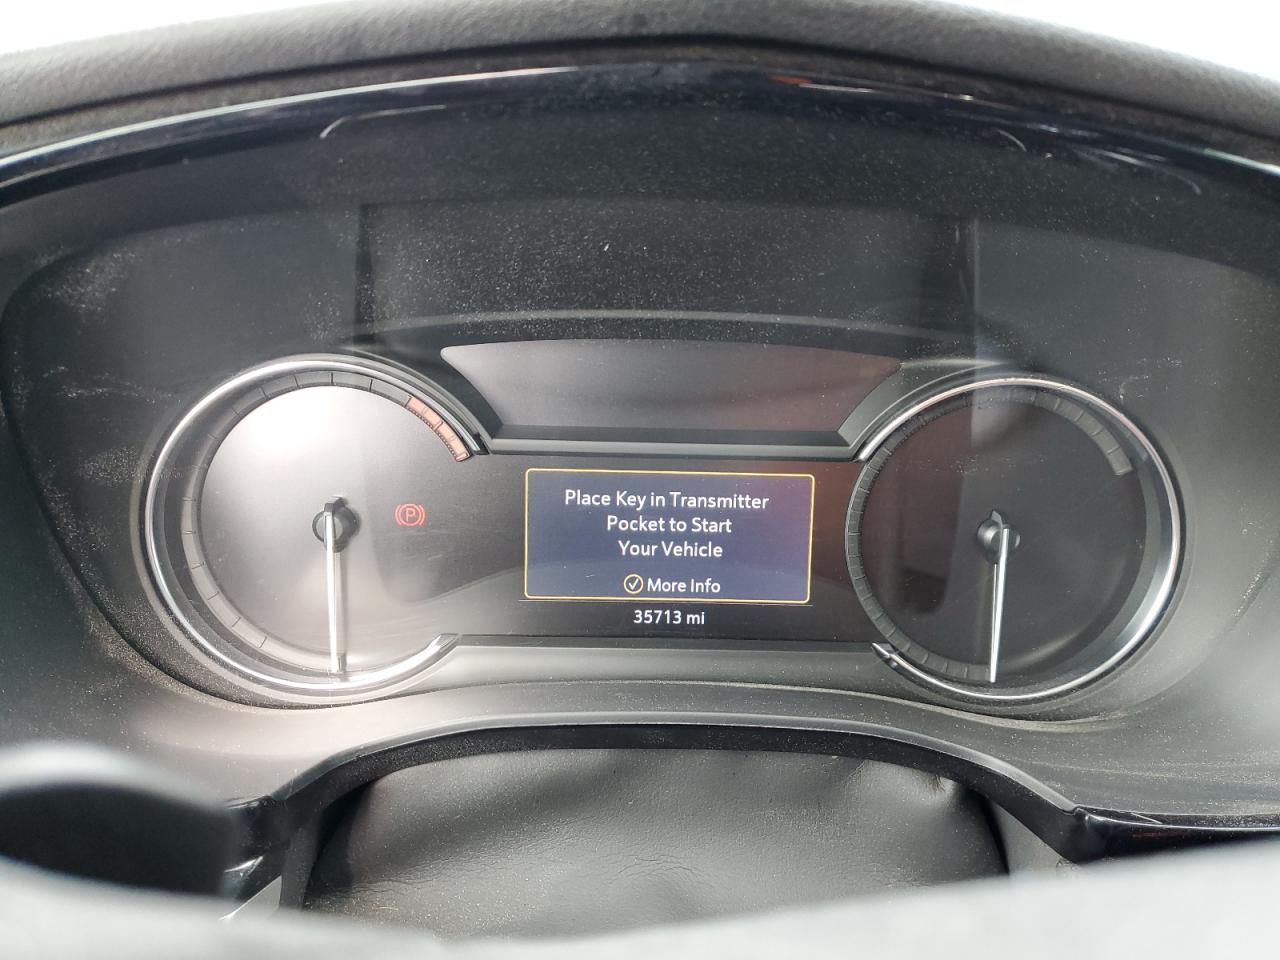 Place Key in Transmitter
Pocket to Start
Your Vehicle
More Info
35713 mi
P